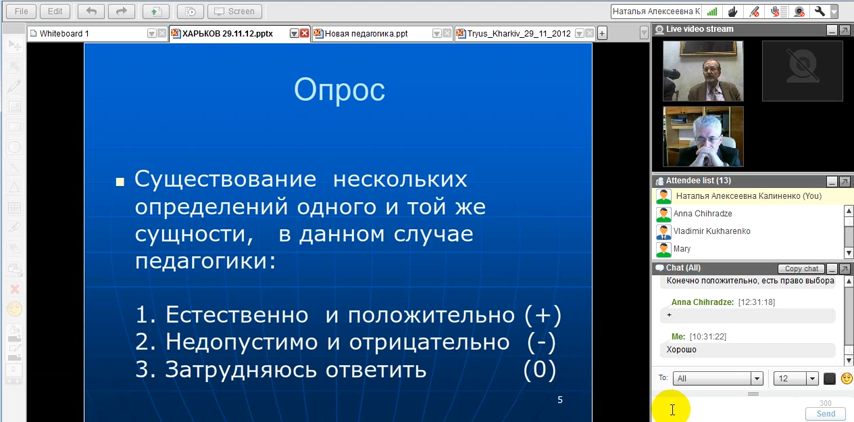 File
Edit
Screen
Наталья Алексеевна К
Whiteboard 1
ХАРЬКОВ 29.11.12.pptx
Новая педагогика.ppt
Tryus_Kharkiv_29_11_2012
Опрос
Существование нескольких
определений одного и той же
сущности, в данном случае
педагогики:
1. Естественно и положительно (+)
2. Недопустимо и отрицательно (-)
3. Затрудняюсь ответить (0)
5
Live video stream
Attendee list (13)
Наталья Алексеевна Калиненко (You)
Anna Chihradze
Vladimir Kukharenko
Mary
Chat (All)
Copy chat
Конечно положительно, есть право выбора
Anna Chihradze: [12:31:18]
+
Me: [10:31:22]
Хорошо
To:
All
12
300
Send